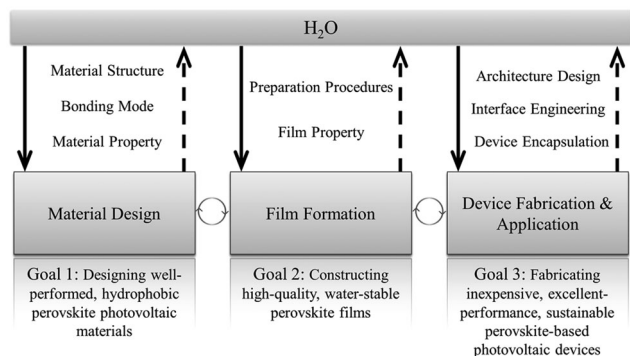 H₂O
Material Structure
Bonding Mode
Material Property
Preparation Procedures
Film Property
Architecture Design
Interface Engineering
Device Encapsulation
Material Design
Film Formation
Device Fabrication &
Application
Goal 1: Designing well-
performed, hydrophobic
perovskite photovoltaic
materials
Goal 2: Constructing
high-quality, water-stable
perovskite films
Goal 3: Fabricating
inexpensive, excellent-
performance, sustainable
perovskite-based
photovoltaic devices